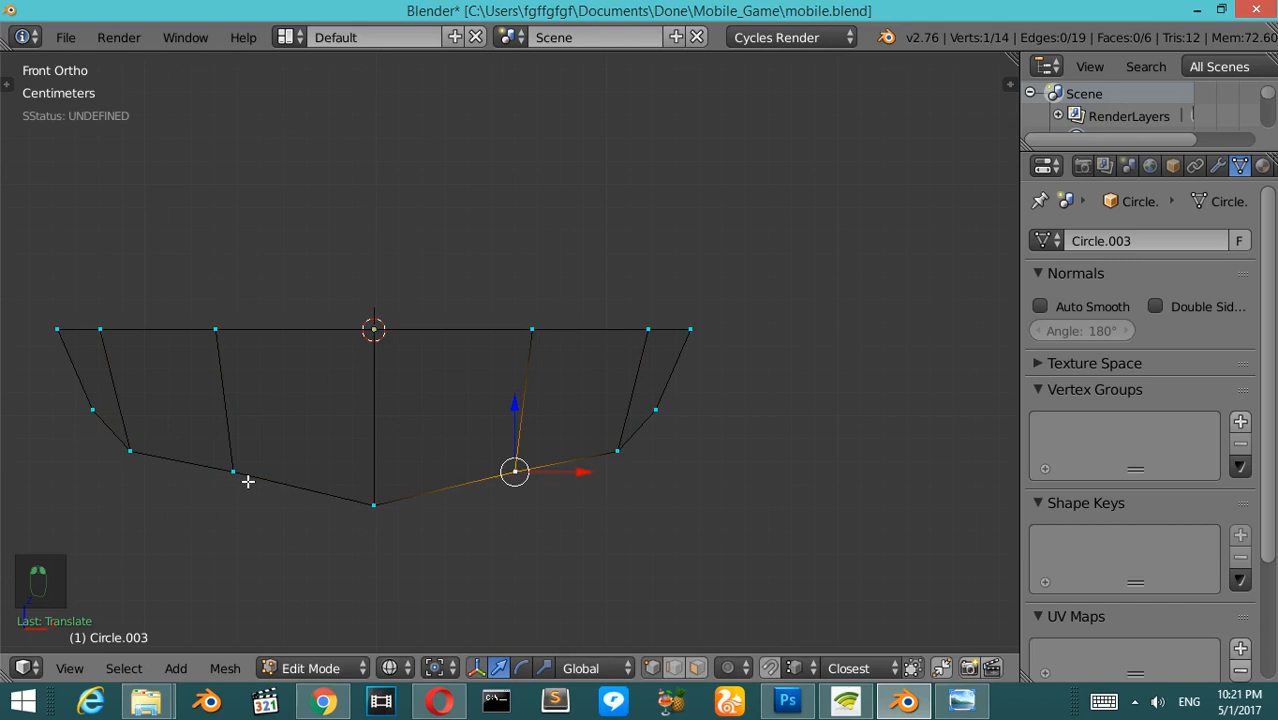 Blender* [C:\Users\fgffgfgf\Documents\Done\Mobile_Game\mobile.blend]
File Render Window Help Default Scene Cycles Render v2.76 | Verts:1/14 | Edges:0/19 | Faces:0/6 | Tris:12 | Mem:72.60
Front Ortho
Centimeters
SStatus: UNDEFINED
View Search All Scenes
Scene
RenderLayers
Circle. Circle.
Circle.003 F
Normals
Auto Smooth Double Sid...
Angle: 180°
Texture Space
Vertex Groups
Shape Keys
UV Maps
Last: Translate
(1) Circle.003
View Select Add Mesh Edit Mode Global Closest
321
Ps
ENG
10:21 PM
5/1/2017